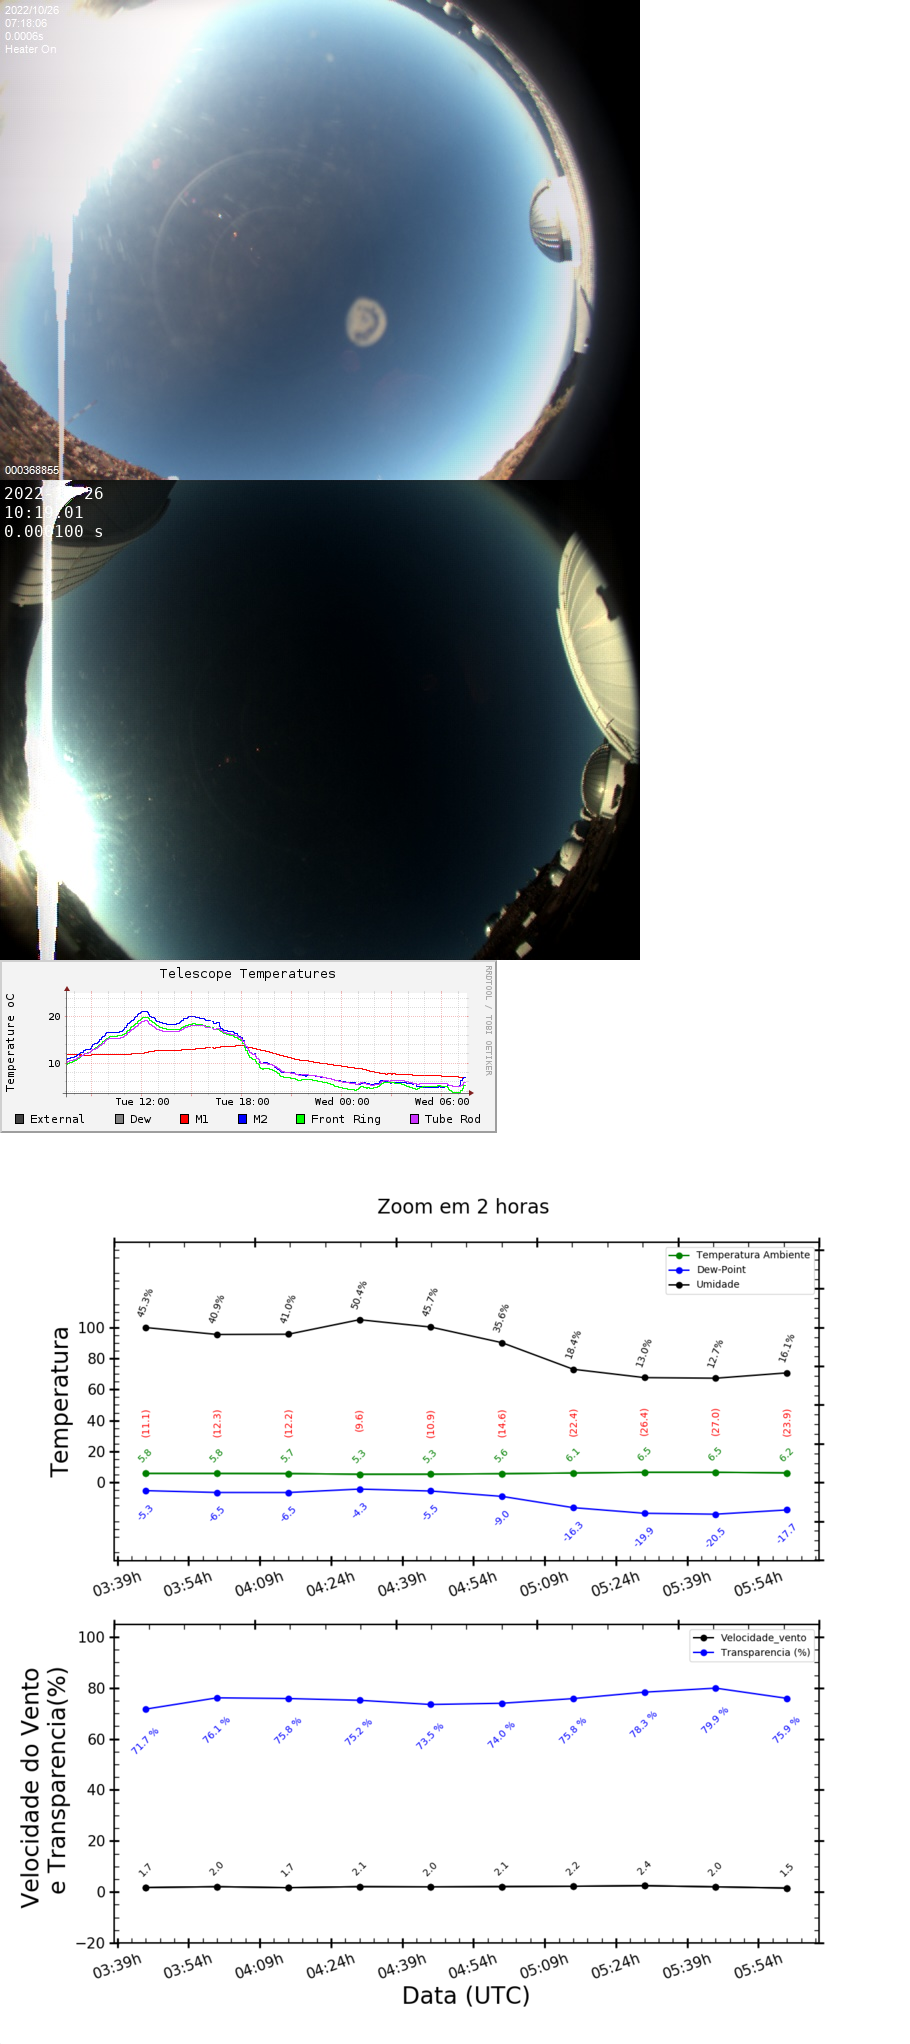 2022/10/26
07:18:06
0.0006s
Heater On
000368855
10:19:01
0.000100 s
Telescope Temperatures
Temperature oC
20
10
Tue 12:00 Tue 18:00 Wed 00:00 Wed 06:00
External Dew M1 M2 Front Ring Tube Rod
RRDTOOL / TOBI OETIKER
Zoom em 2 horas
Temperatura Ambiente
Dew-Point
Umidade
Temperatura
100
80
60
40
20
0
45.3% 40.9% 41.0% 50.4% 45.7% 35.6% 18.4% 13.0% 12.7% 16.1%
(11.1) (12.3) (12.2) (9.6) (10.9) (14.6) (22.4) (26.4) (27.0) (23.9)
5.8 5.8 5.7 5.3 5.3 5.6 6.1 6.5 6.5 6.2
-5.3 -6.5 -6.5 -4.3 -5.5 -9.0 -16.3 -19.9 -20.5 -17.7
03:39h 03:54h 04:09h 04:24h 04:39h 04:54h 05:09h 05:24h 05:39h 05:54h
Velocidade_vento
Transparencia (%)
Velocidade do Vento
e Transparencia(%)
100
80
60
40
20
0
−20
71.7 % 76.1 % 75.8 % 75.2 % 73.5 % 74.0 % 75.8 % 78.3 % 79.9 % 75.9 %
1.7 2.0 1.7 2.1 2.0 2.1 2.2 2.4 2.0 1.5
03:39h 03:54h 04:09h 04:24h 04:39h 04:54h 05:09h 05:24h 05:39h 05:54h
Data (UTC)